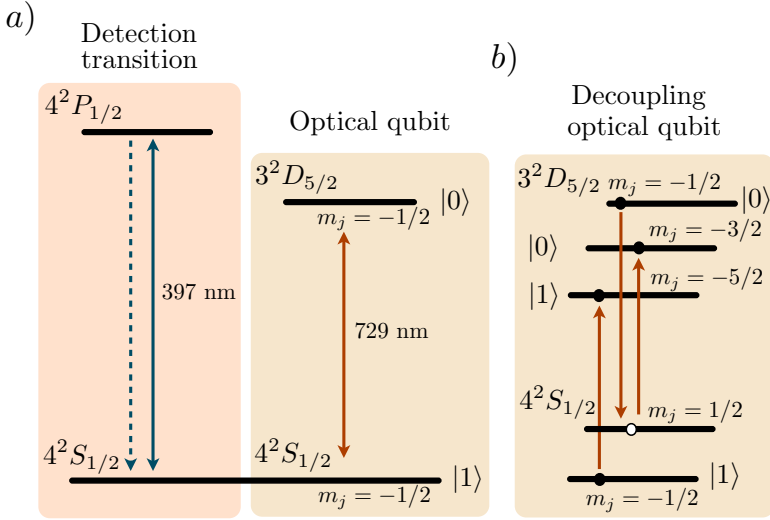 a)
Detection
transition
4²P₁/₂
397 nm
4²S₁/₂
Optical qubit
3²D₅/₂
|0⟩
m_j = −1/2
729 nm
4²S₁/₂
|1⟩
m_j = −1/2
b)
Decoupling
optical qubit
3²D₅/₂
m_j = −1/2
|0⟩
m_j = −3/2
|0⟩
m_j = −5/2
|1⟩
4²S₁/₂
m_j = 1/2
|1⟩
m_j = −1/2